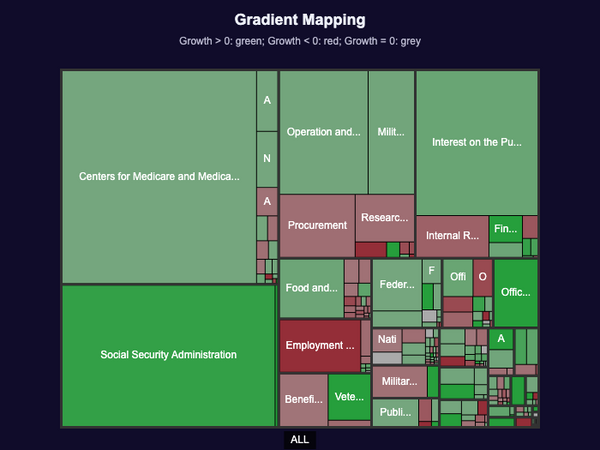 Gradient Mapping
Growth > 0: green; Growth < 0: red; Growth = 0: grey
A
Operation and...
Milit...
Interest on the Pu...
N
Centers for Medicare and Medica...
A
Procurement
Researc...
Internal R...
Fin...
Food and...
Feder...
F
Offi
O
Offic...
Social Security Administration
Employment ...
Nati
A
Militar...
Benefi...
Vete...
Publi...
ALL